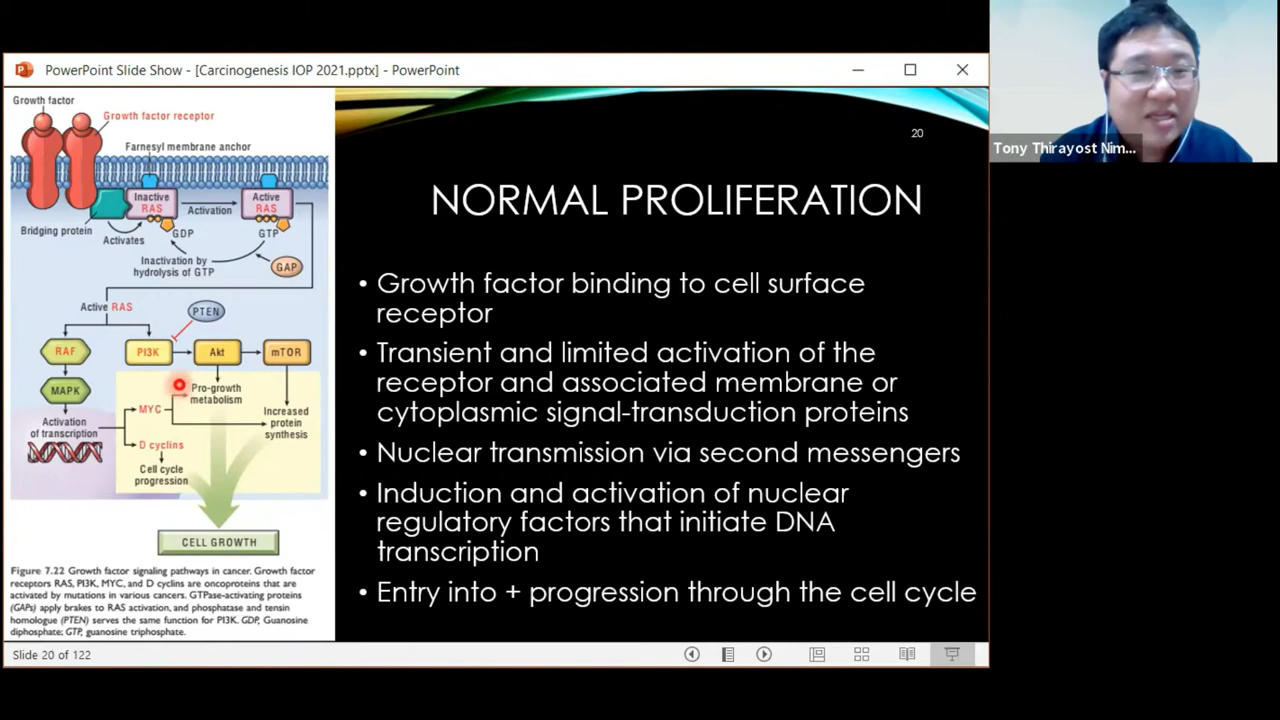 PowerPoint Slide Show - [Carcinogenesis IOP 2021.pptx] - PowerPoint
Tony Thirayost Nim...
Growth factor
Growth factor receptor
Farnesyl membrane anchor
Inactive
RAS
Active
RAS
Activation
Bridging protein
Activates
GDP
GTP
Inactivation by
hydrolysis of GTP
GAP
Active RAS
PTEN
RAF
PI3K
Akt
mTOR
MAPK
Pro-growth
metabolism
MYC
Increased
protein
synthesis
Activation
of transcription
D cyclins
Cell cycle
progression
CELL GROWTH
Figure 7.22 Growth factor signaling pathways in cancer. Growth factor
receptors RAS, PI3K, MYC, and D cyclins are oncoproteins that are
activated by mutations in various cancers. GTPase-activating proteins
(GAPs) apply brakes to RAS activation, and phosphatase and tensin
homologue (PTEN) serves the same function for PI3K. GDP, Guanosine
diphosphate; GTP, guanosine triphosphate.
20
NORMAL PROLIFERATION
• Growth factor binding to cell surface
receptor
• Transient and limited activation of the
receptor and associated membrane or
cytoplasmic signal-transduction proteins
• Nuclear transmission via second messengers
• Induction and activation of nuclear
regulatory factors that initiate DNA
transcription
• Entry into + progression through the cell cycle
Slide 20 of 122